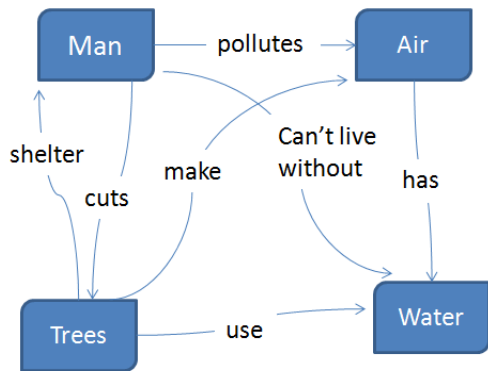 Man
pollutes
Air
shelter
cuts
make
Can't live
without
has
Trees
use
Water